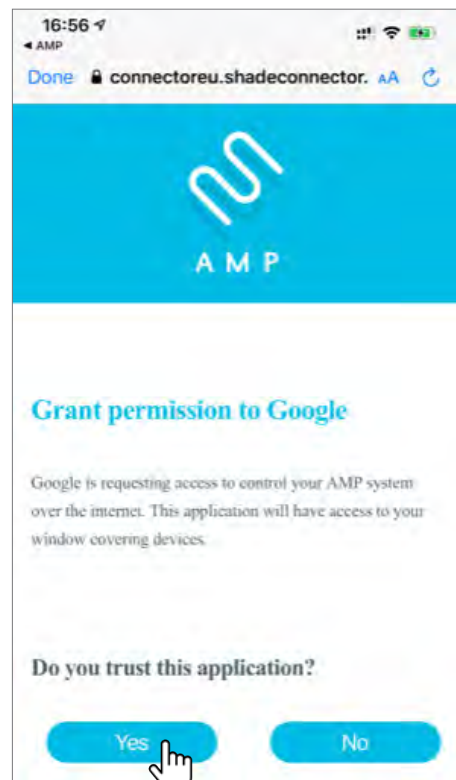 16:56
AMP
Done connectoreu.shadeconnector. AA
AMP
Grant permission to Google
Google is requesting access to control your AMP system
over the internet. This application will have access to your
window covering devices.
Do you trust this application?
Yes No